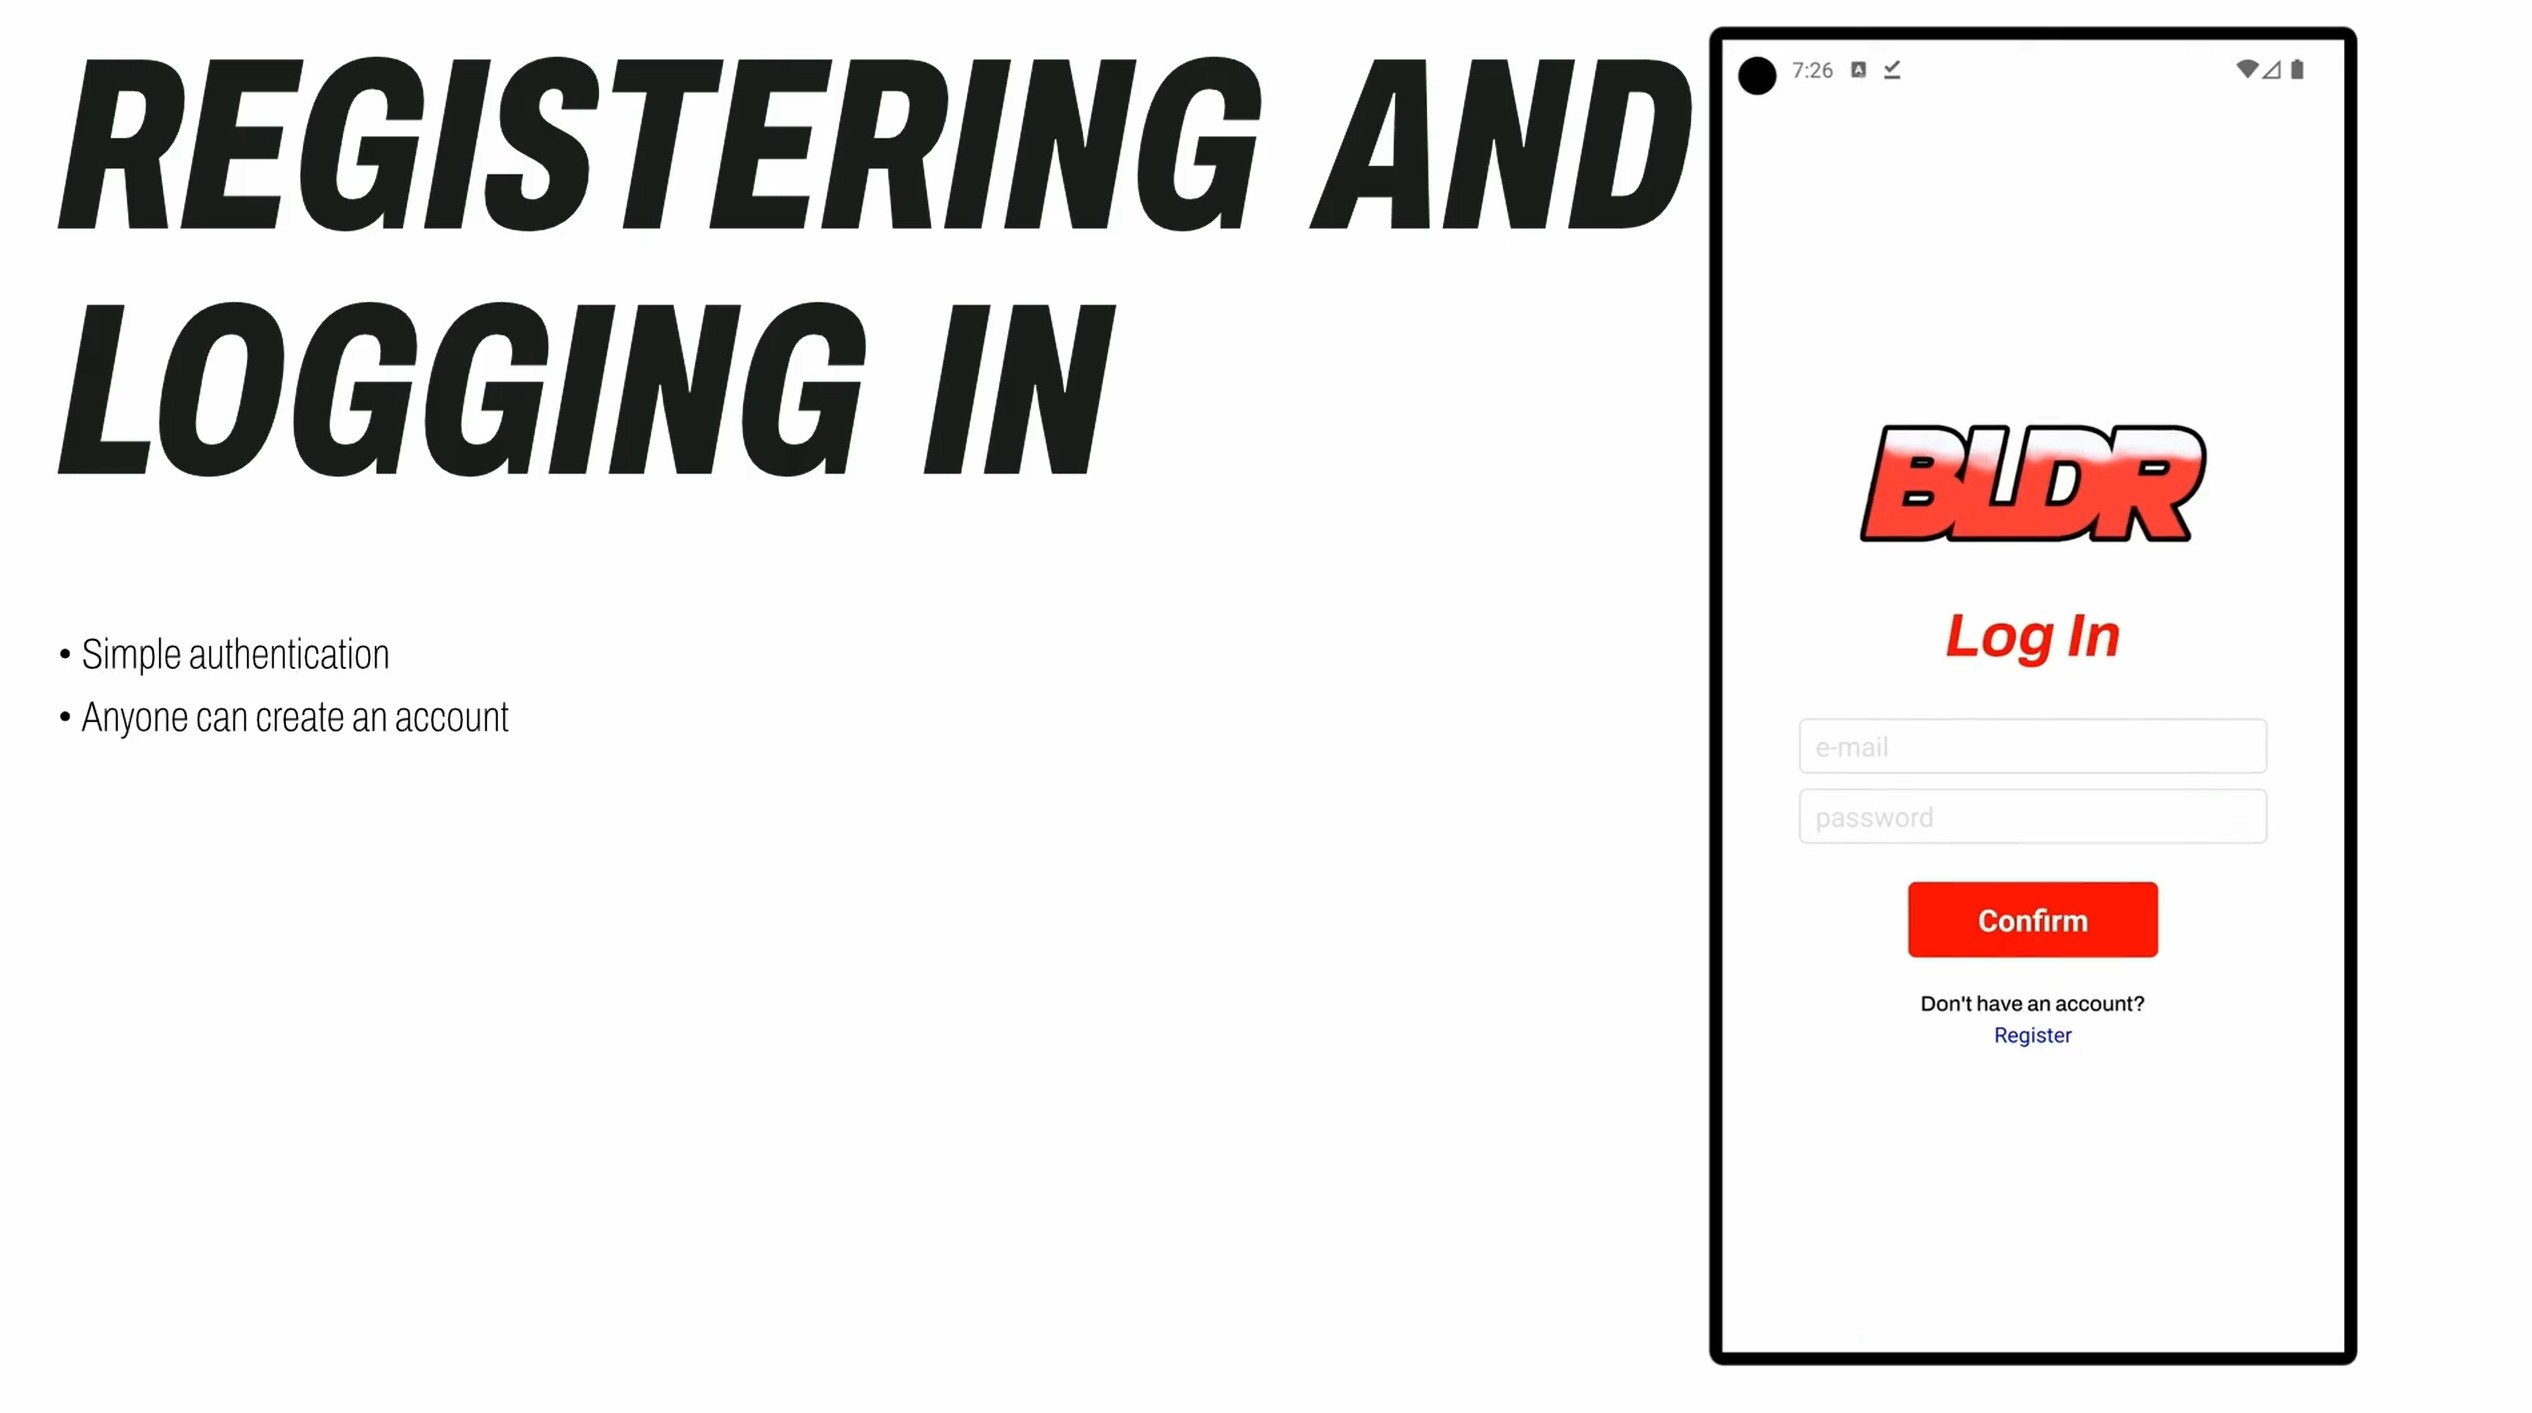 REGISTERING AND
LOGGING IN
• Simple authentication
• Anyone can create an account
7:26
BLDR
Log In
e-mail
password
Confirm
Don't have an account?
Register